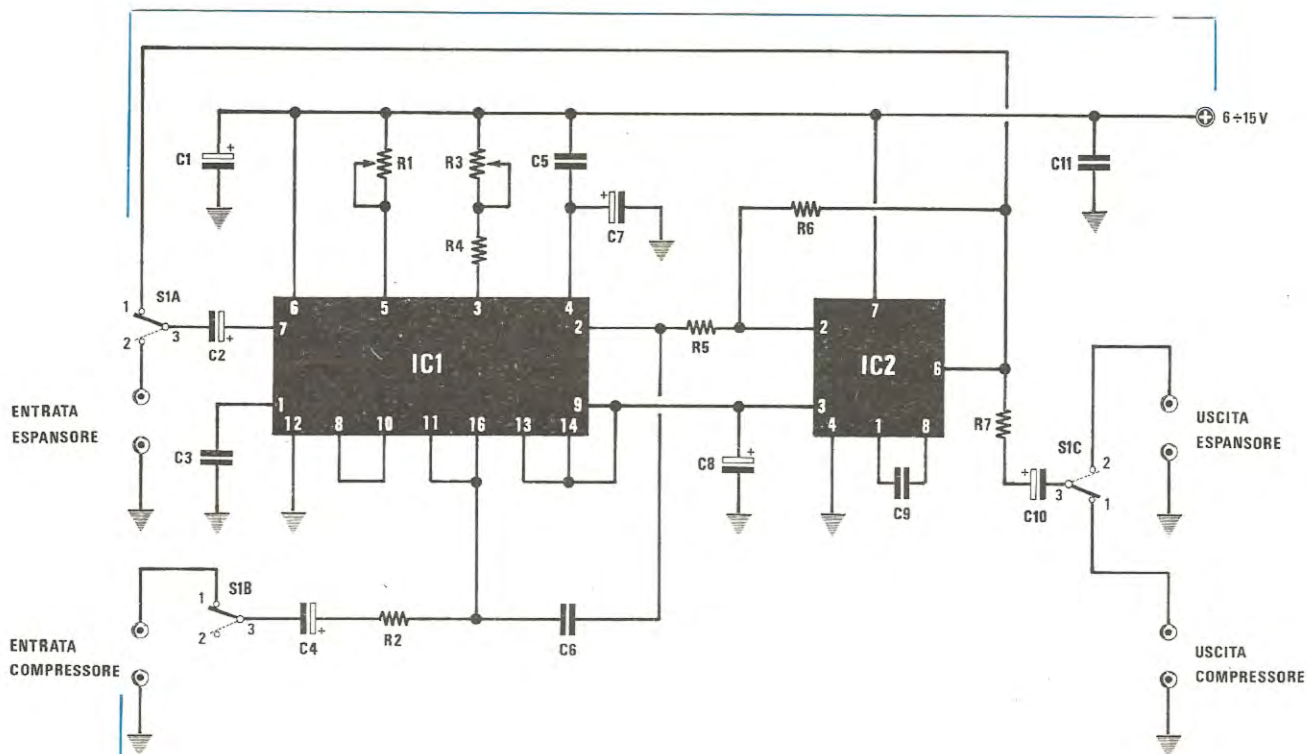 6÷15 V
C1
R1
R3
C5
C11
C7
R6
R4
1
S1A
2
3
C2
6
5
3
4
7
2
R5
2
7
IC1
IC2
6
ENTRATA
ESPANSORE
1
9
3
12
8
10
11
16
13
14
4
1
8
C3
C8
C9
R7
C10
3
S1C
2
1
USCITA
ESPANSORE
S1B
1
2
3
C4
R2
C6
ENTRATA
COMPRESSORE
USCITA
COMPRESSORE